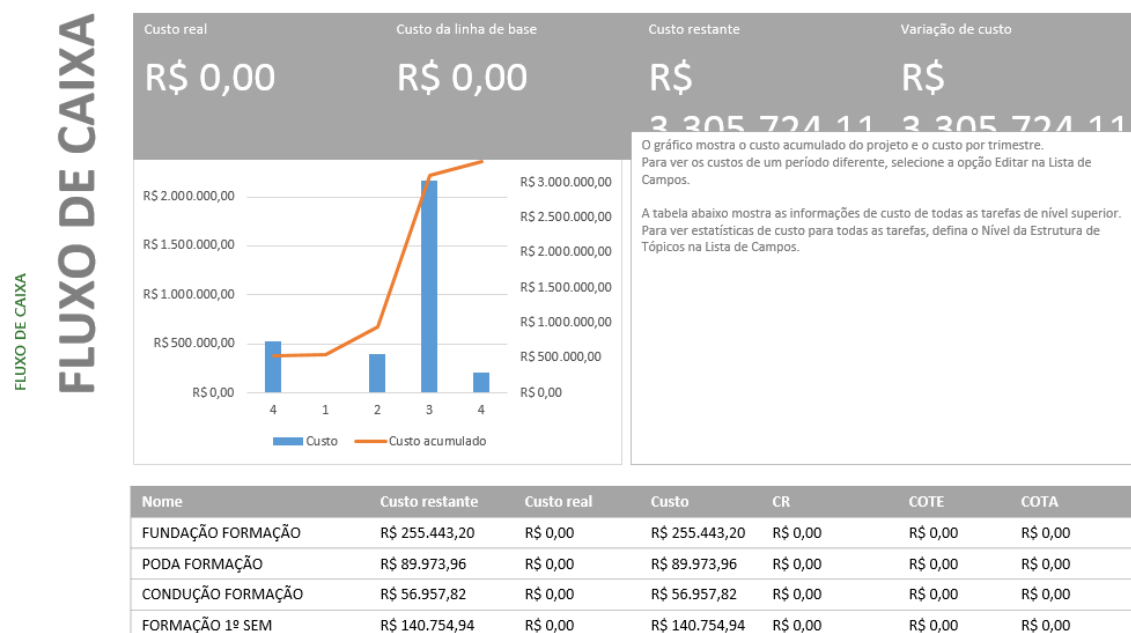 FLUXO DE CAIXA
FLUXO DE CAIXA
Custo real
Custo da linha de base
Custo restante
Variação de custo
R$ 0,00
R$ 0,00
R$
3.305.724,11
R$
3.305.724,11
O gráfico mostra o custo acumulado do projeto e o custo por trimestre.
Para ver os custos de um período diferente, selecione a opção Editar na Lista de
Campos.
A tabela abaixo mostra as informações de custo de todas as tarefas de nível superior.
Para ver estatísticas de custo para todas as tarefas, defina o Nível da Estrutura de
Tópicos na Lista de Campos.
R$ 2.000.000,00
R$ 1.500.000,00
R$ 1.000.000,00
R$ 500.000,00
R$ 0,00
R$ 3.000.000,00
R$ 2.500.000,00
R$ 2.000.000,00
R$ 1.500.000,00
R$ 1.000.000,00
R$ 500.000,00
R$ 0,00
4 1 2 3 4
Custo Custo acumulado
Nome Custo restante Custo real Custo CR COTE COTA
FUNDAÇÃO FORMAÇÃO R$ 255.443,20 R$ 0,00 R$ 255.443,20 R$ 0,00 R$ 0,00 R$ 0,00
PODA FORMAÇÃO R$ 89.973,96 R$ 0,00 R$ 89.973,96 R$ 0,00 R$ 0,00 R$ 0,00
CONDUÇÃO FORMAÇÃO R$ 56.957,82 R$ 0,00 R$ 56.957,82 R$ 0,00 R$ 0,00 R$ 0,00
FORMAÇÃO 1º SEM R$ 140.754,94 R$ 0,00 R$ 140.754,94 R$ 0,00 R$ 0,00 R$ 0,00